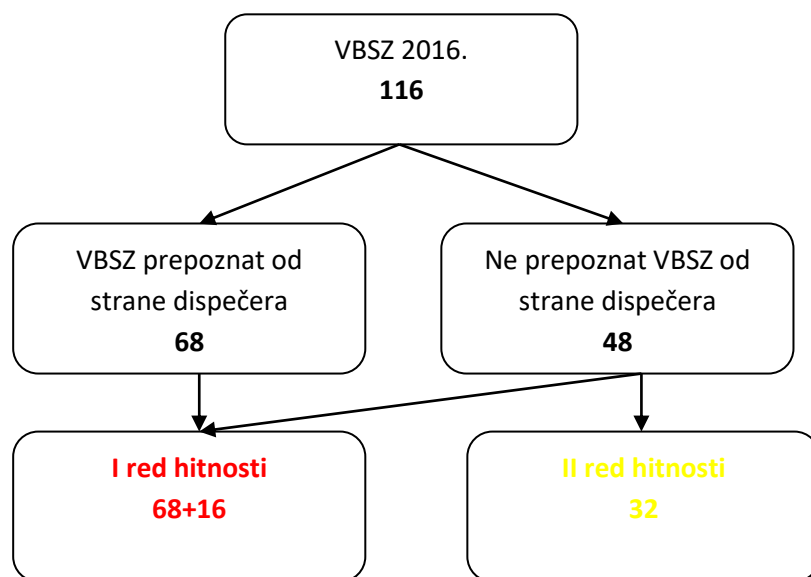 VBSZ 2016.
116
VBSZ prepoznat od
strane dispečera
68
Ne prepoznat VBSZ od
strane dispečera
48
I red hitnosti
68+16
II red hitnosti
32